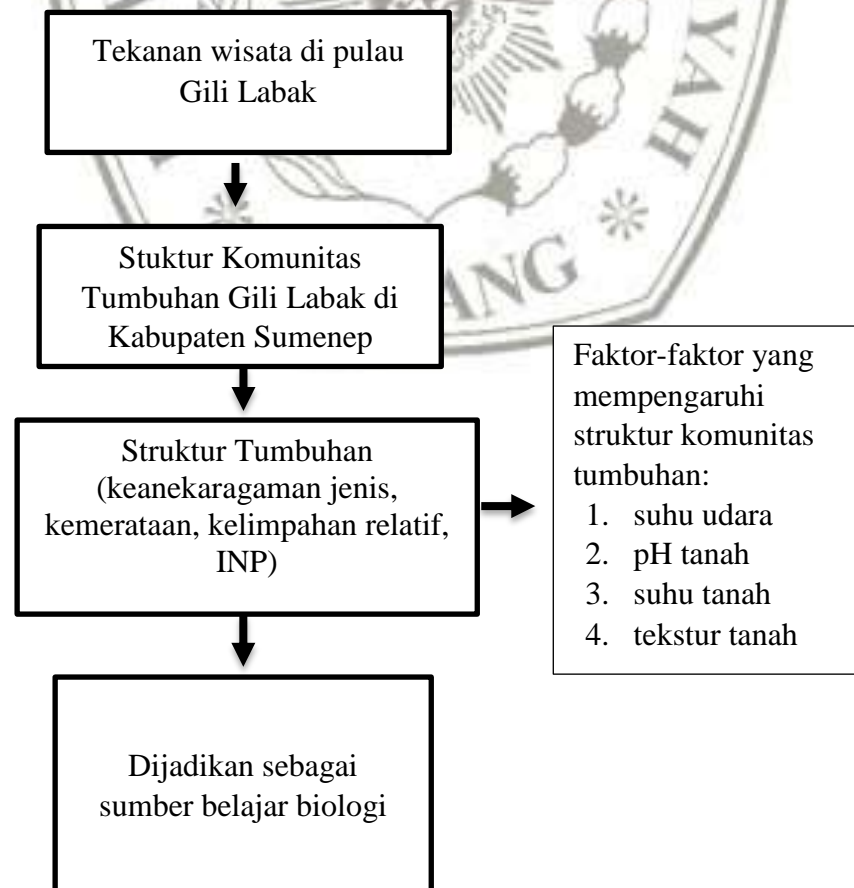 Tekanan wisata di pulau
Gili Labak
YAH
ANG
Stuktur Komunitas
Tumbuhan Gili Labak di
Kabupaten Sumenep
Struktur Tumbuhan
(keanekaragaman jenis,
kemerataan, kelimpahan relatif,
INP)
Faktor-faktor yang
mempengaruhi
struktur komunitas
tumbuhan:
1. suhu udara
2. pH tanah
3. suhu tanah
4. tekstur tanah
Dijadikan sebagai
sumber belajar biologi